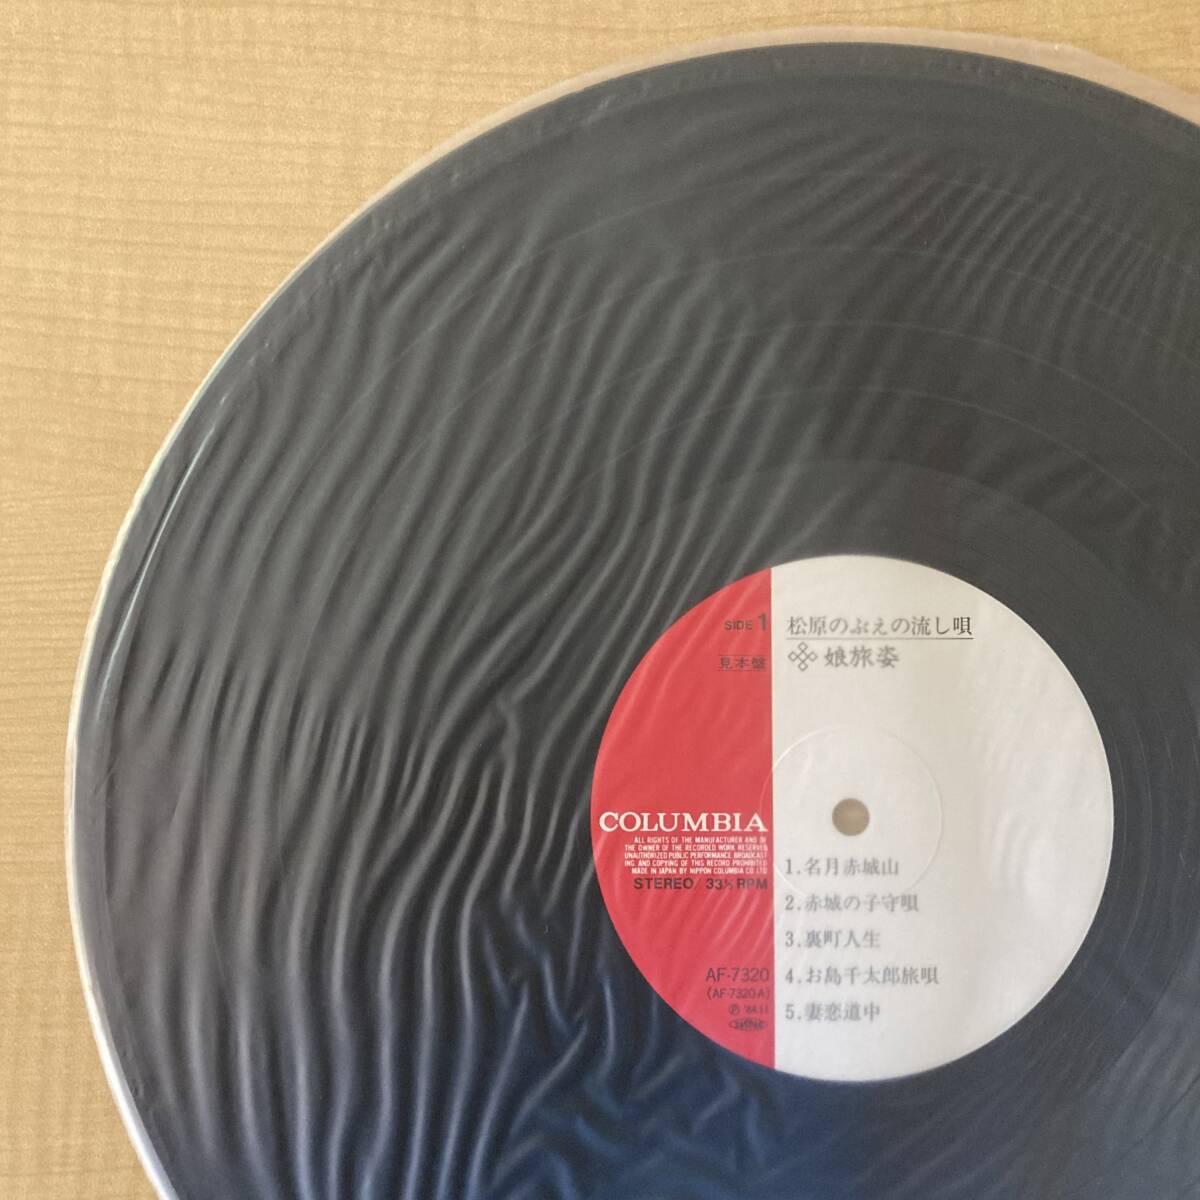 SIDE 1
見本盤
松原のぶえの流し唄
娘旅姿
COLUMBIA
ALL RIGHTS OF THE MANUFACTURER AND OF
THE OWNER OF THE RECORDED WORK RESERVED
UNAUTHORIZED PUBLIC PERFORMANCE BROADCAST
ING AND COPYING OF THIS RECORD PROHIBITED
MADE IN JAPAN BY NIPPON COLUMBIA CO LTD
STEREO/33⅓RPM
AF-7320
(AF-7320A)
Ⓟ '84.11
1.名月赤城山
2.赤城の子守唄
3.裏町人生
4.お島千太郎旅唄
5.妻恋道中